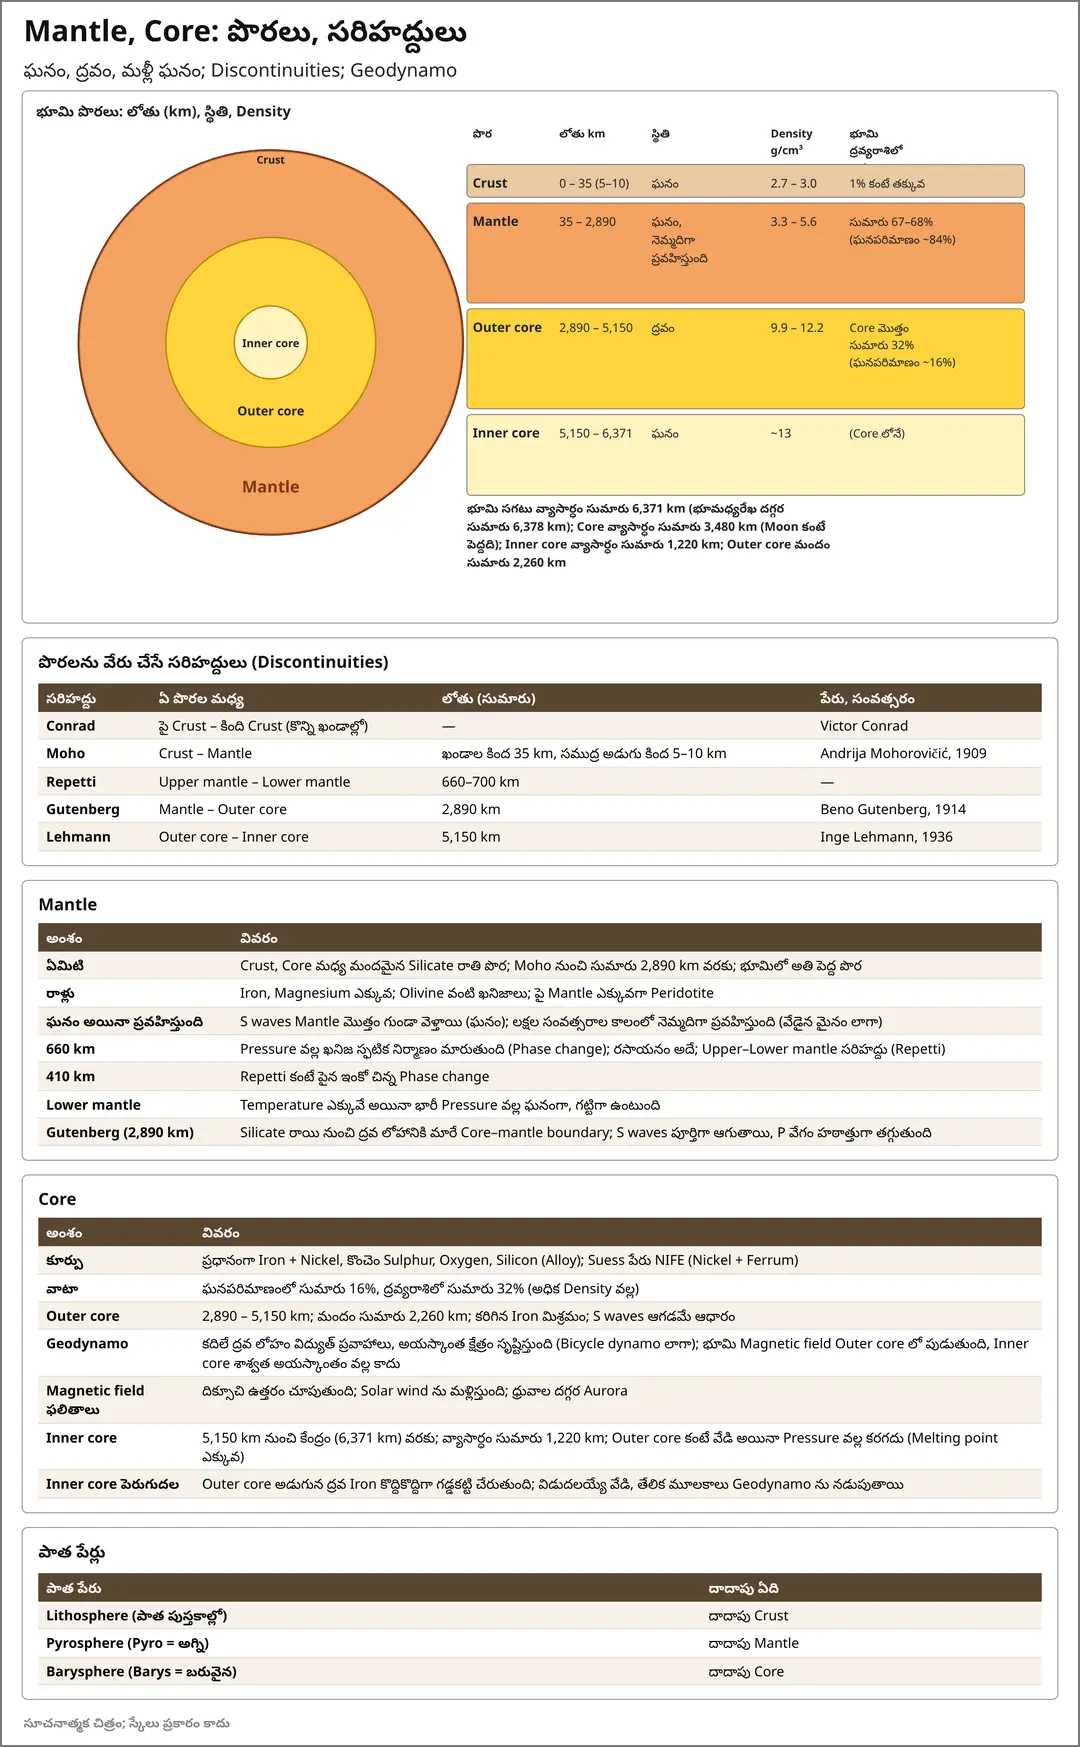 Mantle, Core: పొరలు, సరిహద్దులు
ఘనం, ద్రవం, మళ్లీ ఘనం; Discontinuities; Geodynamo
భూమి పొరలు: లోతు (km), స్థితి, Density
Crust
Inner core
Outer core
Mantle
పొర లోతు km స్థితి Density g/cm³ భూమి ద్రవ్యరాశిలో
Crust 0 – 35 (5–10) ఘనం 2.7 – 3.0 1% కంటే తక్కువ
Mantle 35 – 2,890 ఘనం, నెమ్మదిగా ప్రవహిస్తుంది 3.3 – 5.6 సుమారు 67–68% (ఘనపరిమాణం ~84%)
Outer core 2,890 – 5,150 ద్రవం 9.9 – 12.2 Core మొత్తం సుమారు 32% (ఘనపరిమాణం ~16%)
Inner core 5,150 – 6,371 ఘనం ~13 (Core లోనే)
భూమి సగటు వ్యాసార్ధం సుమారు 6,371 km (భూమధ్యరేఖ దగ్గర
సుమారు 6,378 km); Core వ్యాసార్ధం సుమారు 3,480 km (Moon కంటే
పెద్దది); Inner core వ్యాసార్ధం సుమారు 1,220 km; Outer core మందం
సుమారు 2,260 km
పొరలను వేరు చేసే సరిహద్దులు (Discontinuities)
సరిహద్దు ఏ పొరల మధ్య లోతు (సుమారు) పేరు, సంవత్సరం
Conrad పై Crust – కింది Crust (కొన్ని ఖండాల్లో) — Victor Conrad
Moho Crust – Mantle ఖండాల కింద 35 km, సముద్ర అడుగు కింద 5–10 km Andrija Mohorovičić, 1909
Repetti Upper mantle – Lower mantle 660–700 km —
Gutenberg Mantle – Outer core 2,890 km Beno Gutenberg, 1914
Lehmann Outer core – Inner core 5,150 km Inge Lehmann, 1936
Mantle
అంశం వివరం
ఏమిటి Crust, Core మధ్య మందమైన Silicate రాతి పొర; Moho నుంచి సుమారు 2,890 km వరకు; భూమిలో అతి పెద్ద పొర
రాళ్లు Iron, Magnesium ఎక్కువ; Olivine వంటి ఖనిజాలు; పై Mantle ఎక్కువగా Peridotite
ఘనం అయినా ప్రవహిస్తుంది S waves Mantle మొత్తం గుండా వెళ్తాయి (ఘనం); లక్షల సంవత్సరాల కాలంలో నెమ్మదిగా ప్రవహిస్తుంది (వేడైన మైనం లాగా)
660 km Pressure వల్ల ఖనిజ స్ఫటిక నిర్మాణం మారుతుంది (Phase change); రసాయనం అదే; Upper–Lower mantle సరిహద్దు (Repetti)
410 km Repetti కంటే పైన ఇంకో చిన్న Phase change
Lower mantle Temperature ఎక్కువే అయినా భారీ Pressure వల్ల ఘనంగా, గట్టిగా ఉంటుంది
Gutenberg (2,890 km) Silicate రాయి నుంచి ద్రవ లోహానికి మారే Core–mantle boundary; S waves పూర్తిగా ఆగుతాయి, P వేగం హఠాత్తుగా తగ్గుతుంది
Core
అంశం వివరం
కూర్పు ప్రధానంగా Iron + Nickel, కొంచెం Sulphur, Oxygen, Silicon (Alloy); Suess పేరు NIFE (Nickel + Ferrum)
వాటా ఘనపరిమాణంలో సుమారు 16%, ద్రవ్యరాశిలో సుమారు 32% (అధిక Density వల్ల)
Outer core 2,890 – 5,150 km; మందం సుమారు 2,260 km; కరిగిన Iron మిశ్రమం; S waves ఆగడమే ఆధారం
Geodynamo కదిలే ద్రవ లోహం విద్యుత్ ప్రవాహాలు, అయస్కాంత క్షేత్రం సృష్టిస్తుంది (Bicycle dynamo లాగా); భూమి Magnetic field Outer core లో పుడుతుంది, Inner
core శాశ్వత అయస్కాంతం వల్ల కాదు
Magnetic field ఫలితాలు దిక్సూచి ఉత్తరం చూపుతుంది; Solar wind ను మళ్లిస్తుంది; ధ్రువాల దగ్గర Aurora
Inner core 5,150 km నుంచి కేంద్రం (6,371 km) వరకు; వ్యాసార్ధం సుమారు 1,220 km; Outer core కంటే వేడి అయినా Pressure వల్ల కరగదు (Melting point
ఎక్కువ)
Inner core పెరుగుదల Outer core అడుగున ద్రవ Iron కొద్దికొద్దిగా గడ్డకట్టి చేరుతుంది; విడుదలయ్యే వేడి, తేలిక మూలకాలు Geodynamo ను నడుపుతాయి
పాత పేర్లు
పాత పేరు దాదాపు ఏది
Lithosphere (పాత పుస్తకాల్లో) దాదాపు Crust
Pyrosphere (Pyro = అగ్ని) దాదాపు Mantle
Barysphere (Barys = బరువైన) దాదాపు Core
సూచనాత్మక చిత్రం; స్కేలు ప్రకారం కాదు